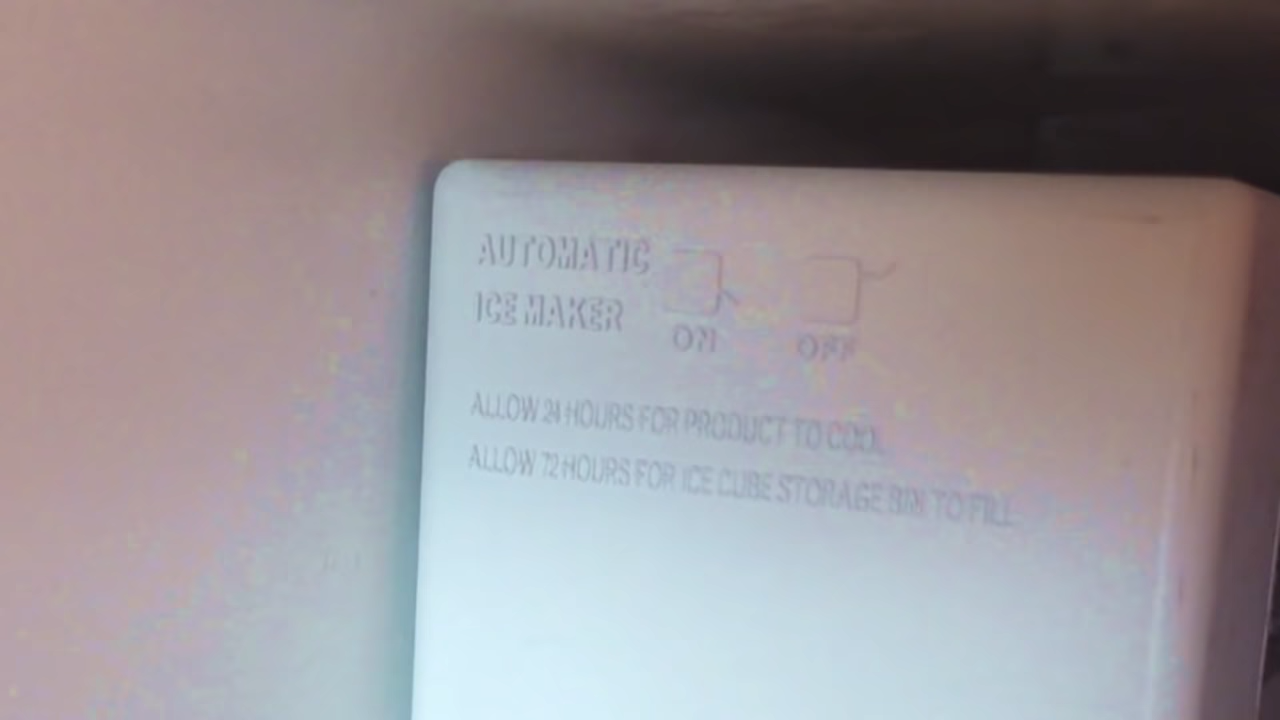 AUTOMATIC
ICE MAKER
ON OFF
ALLOW 24 HOURS FOR PRODUCT TO COOL
ALLOW 72 HOURS FOR ICE CUBE STORAGE BIN TO FILL